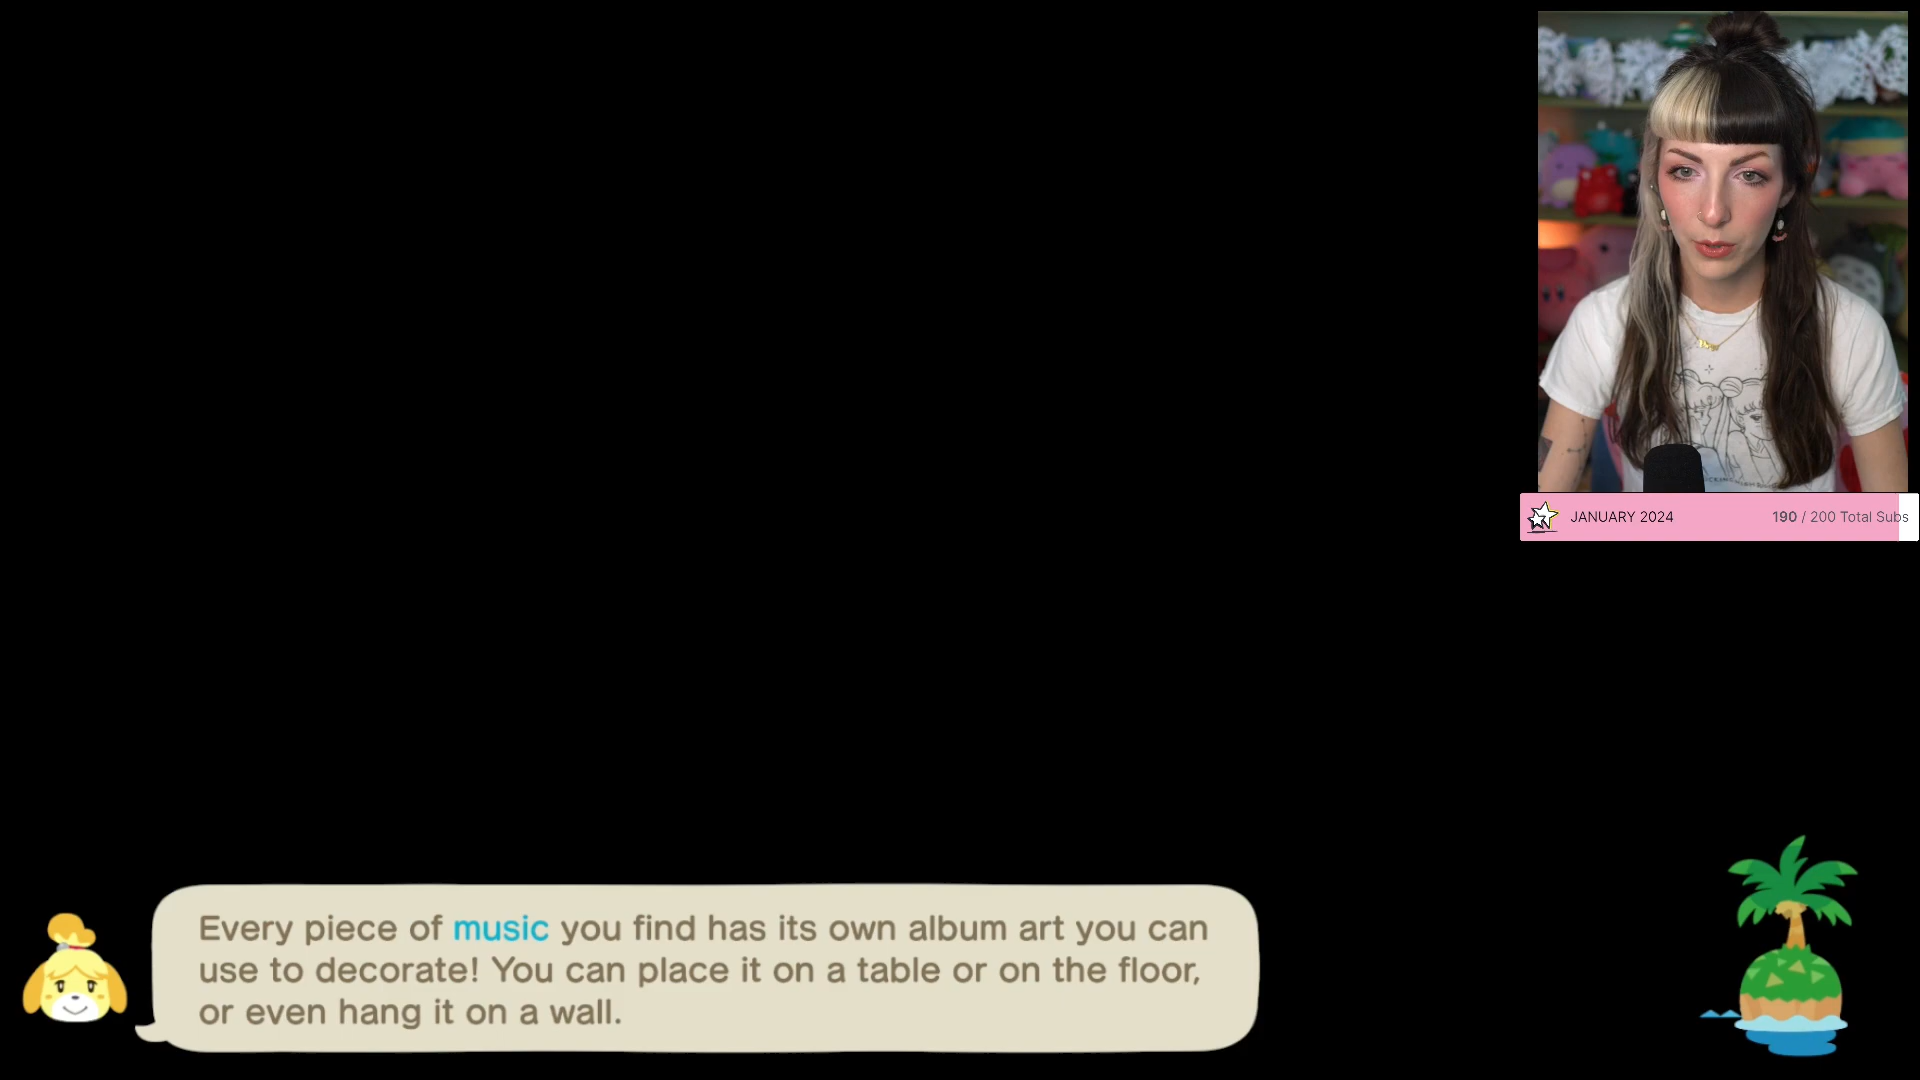 JANUARY 2024
190 / 200 Total Subs
Every piece of music you find has its own album art you can
use to decorate! You can place it on a table or on the floor,
or even hang it on a wall.